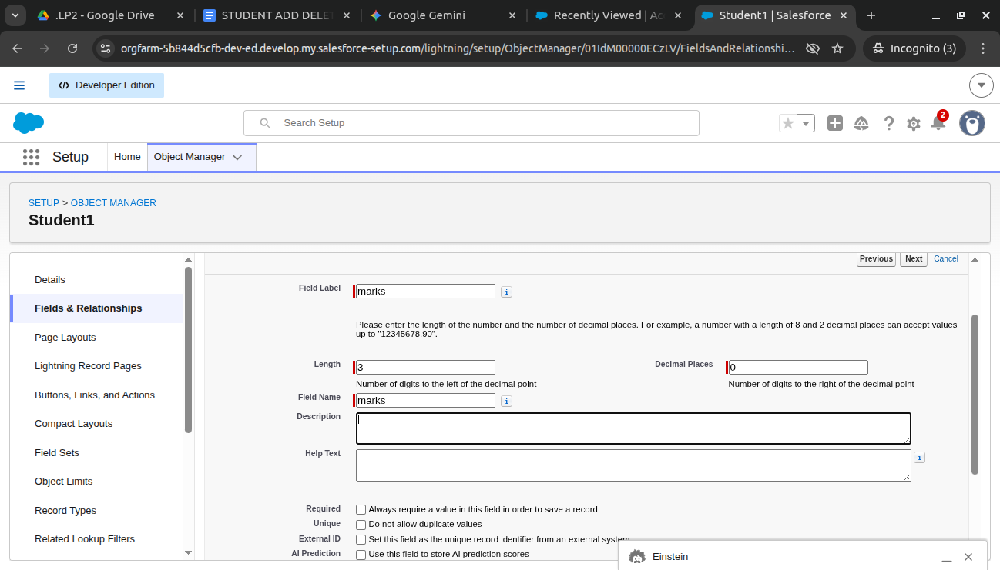 .LP2 - Google Drive
STUDENT ADD DELET
Google Gemini
Recently Viewed | Ac
Student1 | Salesforce
orgfarm-5b844d5cfb-dev-ed.develop.my.salesforce-setup.com/lightning/setup/ObjectManager/01IdM00000ECzLV/FieldsAndRelationshi...
Incognito (3)
Developer Edition
Search Setup
2
Setup
Home
Object Manager
SETUP > OBJECT MANAGER
Student1
Details
Fields & Relationships
Page Layouts
Lightning Record Pages
Buttons, Links, and Actions
Compact Layouts
Field Sets
Object Limits
Record Types
Related Lookup Filters
Previous
Next
Cancel
Field Label
marks
i
Please enter the length of the number and the number of decimal places. For example, a number with a length of 8 and 2 decimal places can accept values
up to "12345678.90".
Length
3
Decimal Places
0
Number of digits to the left of the decimal point
Number of digits to the right of the decimal point
Field Name
marks
i
Description
Help Text
i
Required
Always require a value in this field in order to save a record
Unique
Do not allow duplicate values
External ID
Set this field as the unique record identifier from an external system
AI Prediction
Use this field to store AI prediction scores
Einstein